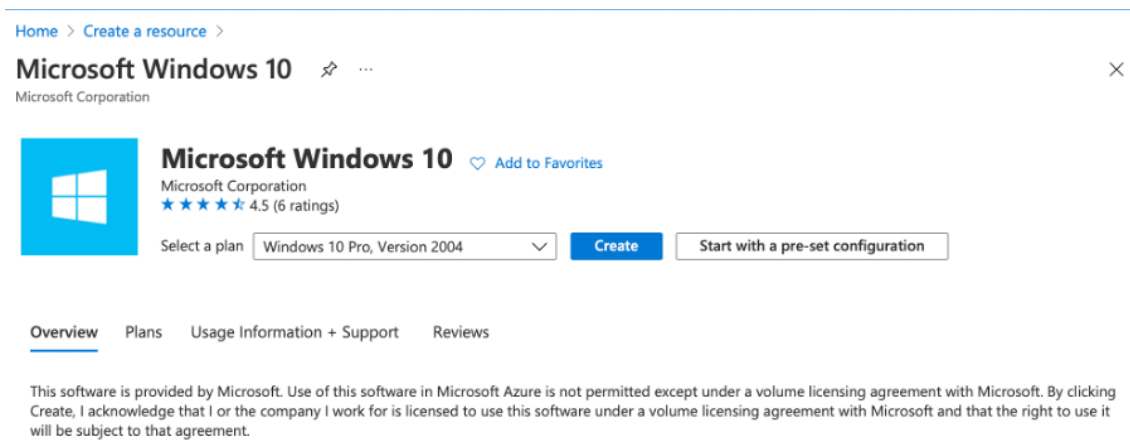 Home > Create a resource >
Microsoft Windows 10 ...
Microsoft Corporation
Microsoft Windows 10 Add to Favorites
Microsoft Corporation
4.5 (6 ratings)
Select a plan Windows 10 Pro, Version 2004 Create Start with a pre-set configuration
Overview Plans Usage Information + Support Reviews
This software is provided by Microsoft. Use of this software in Microsoft Azure is not permitted except under a volume licensing agreement with Microsoft. By clicking
Create, I acknowledge that I or the company I work for is licensed to use this software under a volume licensing agreement with Microsoft and that the right to use it
will be subject to that agreement.